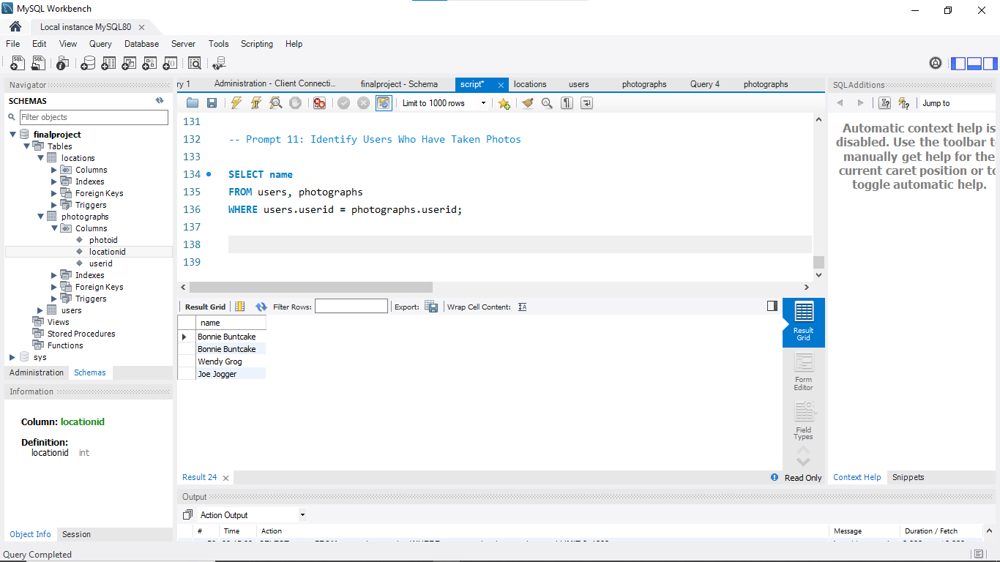 MySQL Workbench
Local instance MySQL80
File Edit View Query Database Server Tools Scripting Help
Navigator
SCHEMAS
Filter objects
finalproject
Tables
locations
Columns
Indexes
Foreign Keys
Triggers
photographs
Columns
photoid
locationid
userid
Indexes
Foreign Keys
Triggers
users
Views
Stored Procedures
Functions
sys
Administration Schemas
Information
Column: locationid
Definition:
locationid int
Object Info Session
ry 1 Administration - Client Connecti... finalproject - Schema script* locations users photographs Query 4 photographs
Limit to 1000 rows
131
132 -- Prompt 11: Identify Users Who Have Taken Photos
133
134 SELECT name
135 FROM users, photographs
136 WHERE users.userid = photographs.userid;
137
138
139
Result Grid Filter Rows: Export: Wrap Cell Content:
name
Bonnie Buntcake
Bonnie Buntcake
Wendy Grog
Joe Jogger
Result
Grid
Form
Editor
Field
Types
Result 24 Read Only
SQLAdditions
Jump to
Automatic context help is
disabled. Use the toolbar t
manually get help for the
current caret position or to
toggle automatic help.
Context Help Snippets
Output
Action Output
# Time Action Message Duration / Fetch
Query Completed